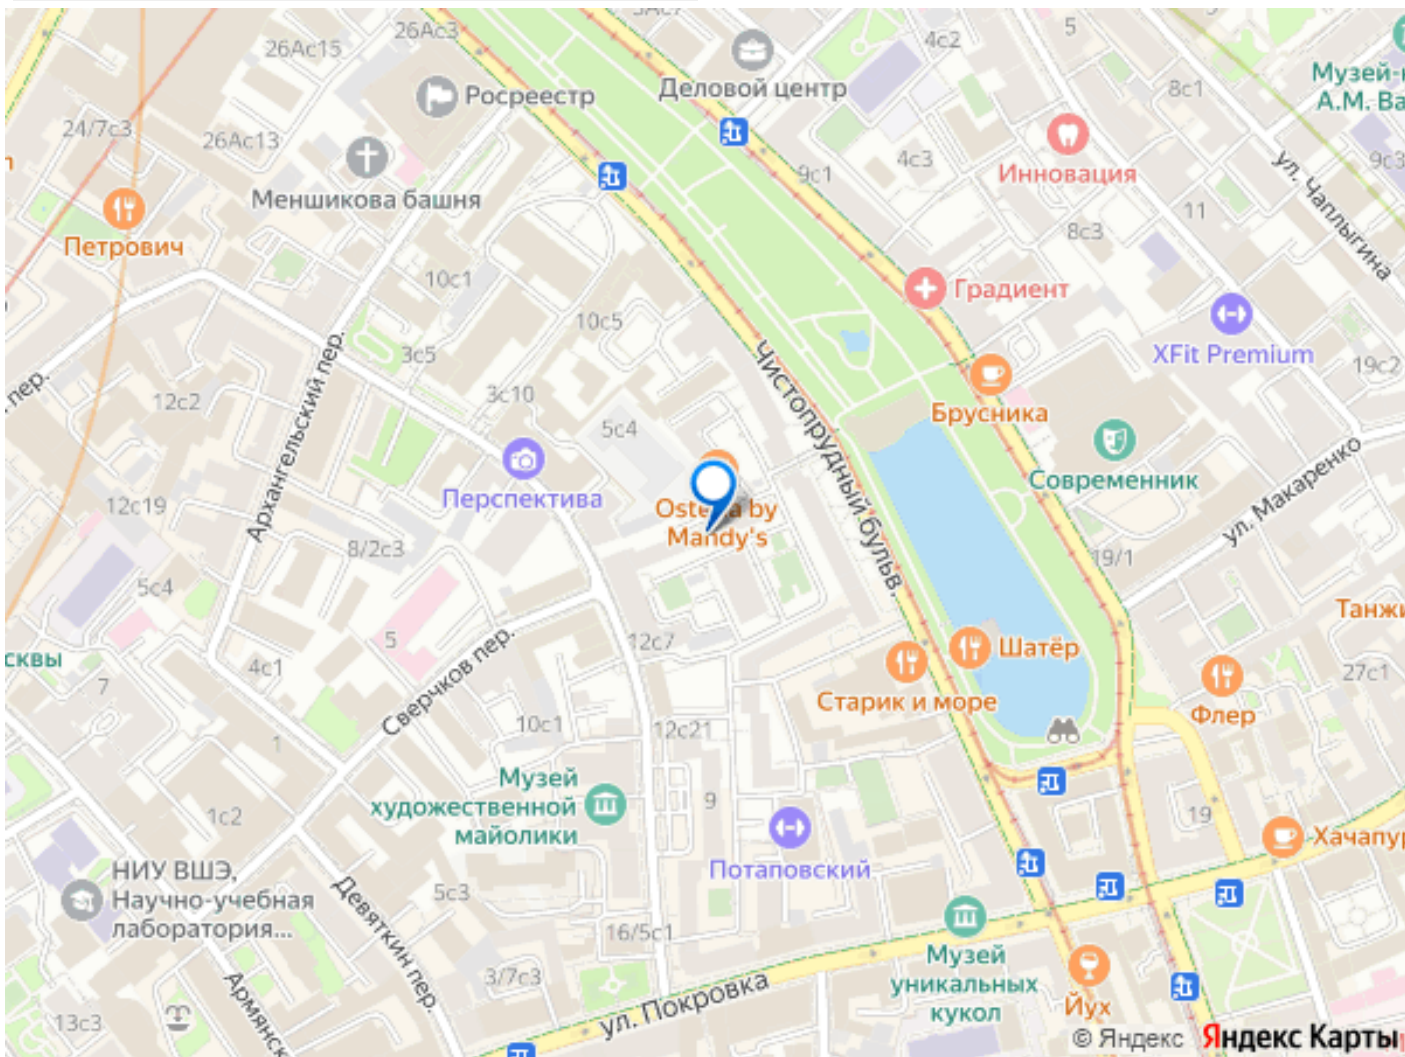 26Ас3
26Ас15
4с2
5
Музей-
А.М. Ва
Деловой центр
Росреестр
8с1
24/7с3
26Ас13
9с1
4с3
Инновация
9с3
ул. Чаплыгина
Меншикова башня
11
8с3
Петрович
10с1
Градиент
10с5
Чистопрудный бульв.
XFit Premium
3с5
19с2
пер.
12с2
3с10
Архангельский пер.
5с4
Брусника
Современник
ул. Макаренко
Перспектива
12с19
Mandy's
8/2с3
19/1
5с4
Танжи
5
12с7
Шатёр
сквы
4с1
Сверчков пер.
27с1
7
Старик и море
Флер
10с1
12с21
1
Музей
художественной
майолики
9
1с2
19
Хачапур
Потаповский
НИУ ВШЭ,
Научно-учебная
лаборатория...
5с3
Девяткин пер.
16/5с1
Музей
уникальных
кукол
3/7с3
ул. Покровка
Йух
Армянск
13с3
© Яндекс Яндекс Карты